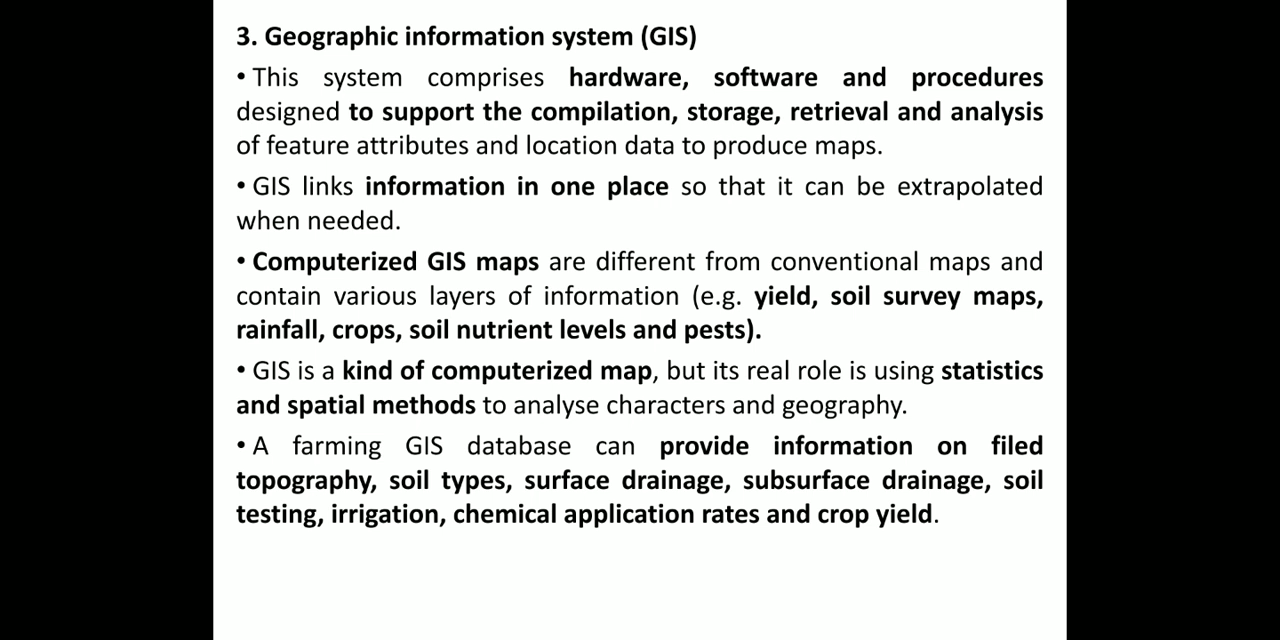 3. Geographic information system (GIS)
• This system comprises hardware, software and procedures
designed to support the compilation, storage, retrieval and analysis
of feature attributes and location data to produce maps.
• GIS links information in one place so that it can be extrapolated
when needed.
• Computerized GIS maps are different from conventional maps and
contain various layers of information (e.g. yield, soil survey maps,
rainfall, crops, soil nutrient levels and pests).
• GIS is a kind of computerized map, but its real role is using statistics
and spatial methods to analyse characters and geography.
• A farming GIS database can provide information on filed
topography, soil types, surface drainage, subsurface drainage, soil
testing, irrigation, chemical application rates and crop yield.